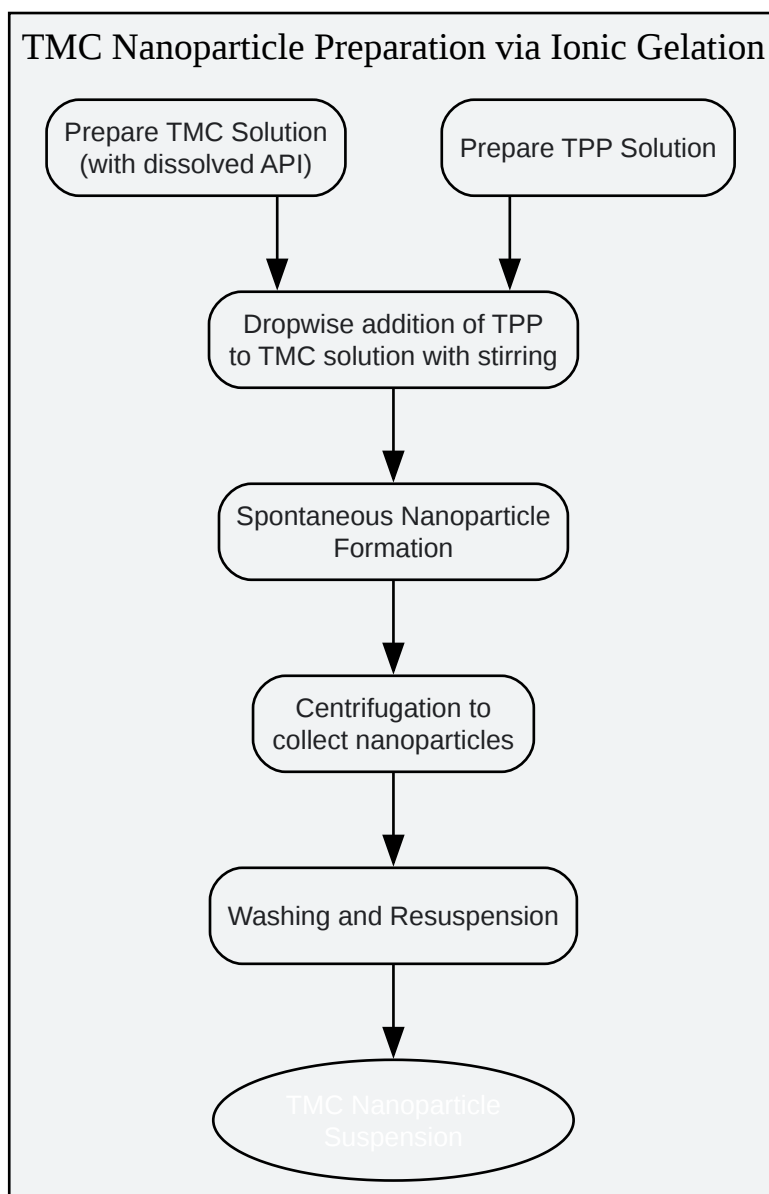 TMC Nanoparticle Preparation via Ionic Gelation
Prepare TMC Solution
(with dissolved API)
Prepare TPP Solution
Dropwise addition of TPP
to TMC solution with stirring
Spontaneous Nanoparticle
Formation
Centrifugation to
collect nanoparticles
Washing and Resuspension
TMC Nanoparticle
Suspension